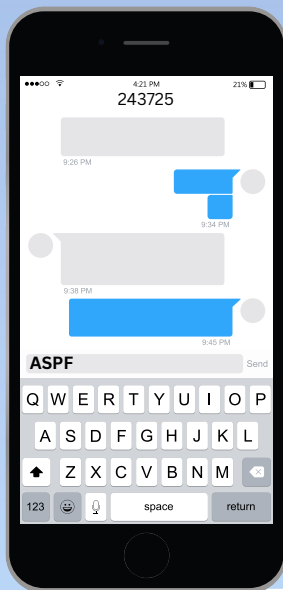 4:21 PM 21%
243725
9:26 PM
9:34 PM
9:38 PM
9:45 PM
ASPF Send
Q W E R T Y U I O P
A S D F G H J K L
Z X C V B N M
123 space return